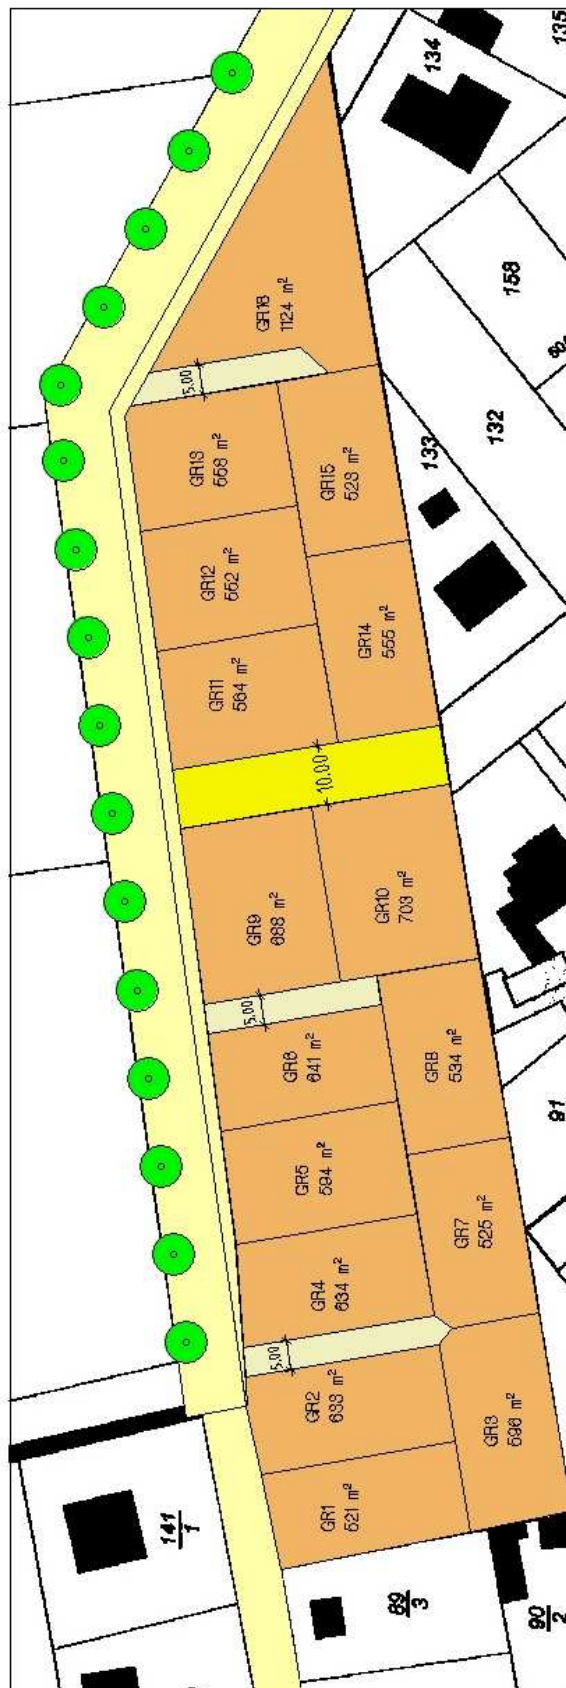 135
134
158
132
133
GR16
1124 m²
5.00
GR13
558 m²
GR15
523 m²
GR12
552 m²
GR14
555 m²
GR11
564 m²
10.00
GR9
688 m²
GR10
703 m²
5.00
GR6
641 m²
GR8
534 m²
GR5
594 m²
91
GR7
525 m²
GR4
634 m²
5.00
GR2
633 m²
GR3
596 m²
GR1
521 m²
141
1
89
3
90
2